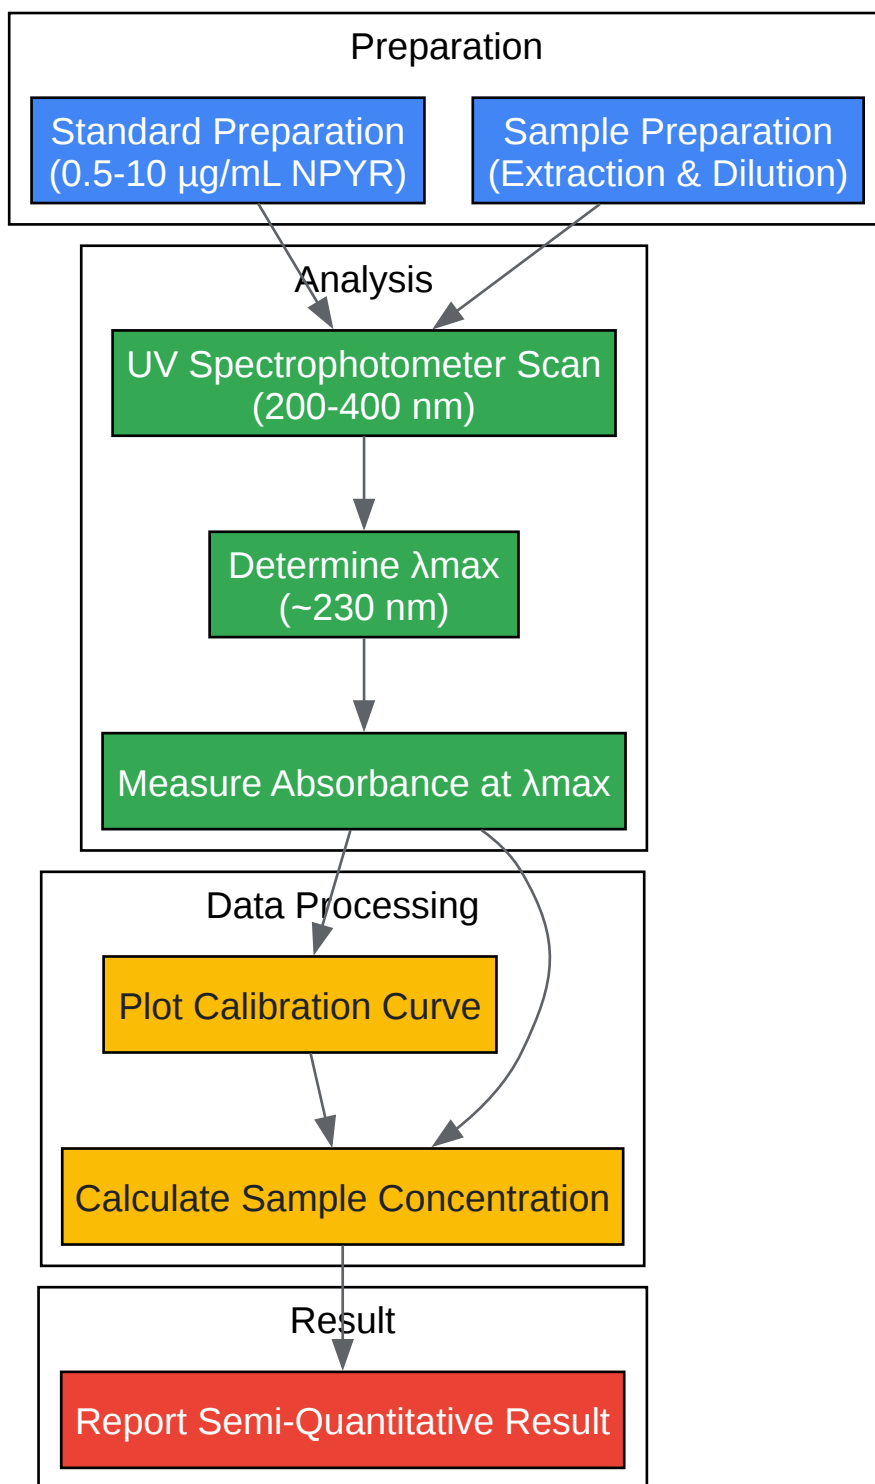 Preparation
Standard Preparation
(0.5-10 µg/mL NPYR)
Sample Preparation
(Extraction & Dilution)
Analysis
UV Spectrophotometer Scan
(200-400 nm)
Determine λmax
(~230 nm)
Measure Absorbance at λmax
Data Processing
Plot Calibration Curve
Calculate Sample Concentration
Result
Report Semi-Quantitative Result